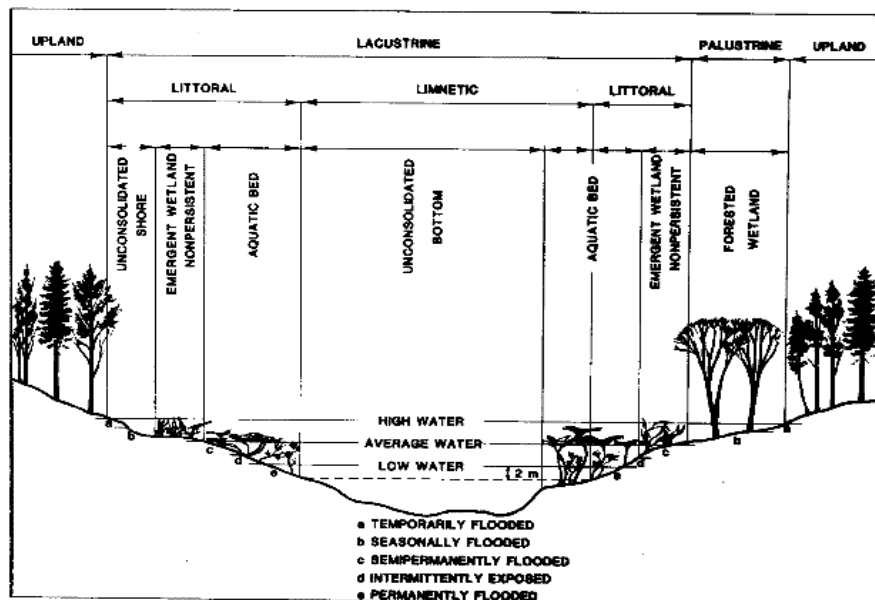 UPLAND
LACUSTRINE
PALUSTRINE
UPLAND
LITTORAL
LIMNETIC
LITTORAL
UNCONSOLIDATED
SHORE
EMERGENT WETLAND
NONPERSISTENT
AQUATIC BED
UNCONSOLIDATED
BOTTOM
AQUATIC BED
EMERGENT WETLAND
NONPERSISTENT
FORESTED
WETLAND
HIGH WATER
AVERAGE WATER
LOW WATER
2 m
a
b
c
d
e
e
d
c
b
a
a TEMPORARILY FLOODED
b SEASONALLY FLOODED
c SEMIPERMANENTLY FLOODED
d INTERMITTENTLY EXPOSED
e PERMANENTLY FLOODED